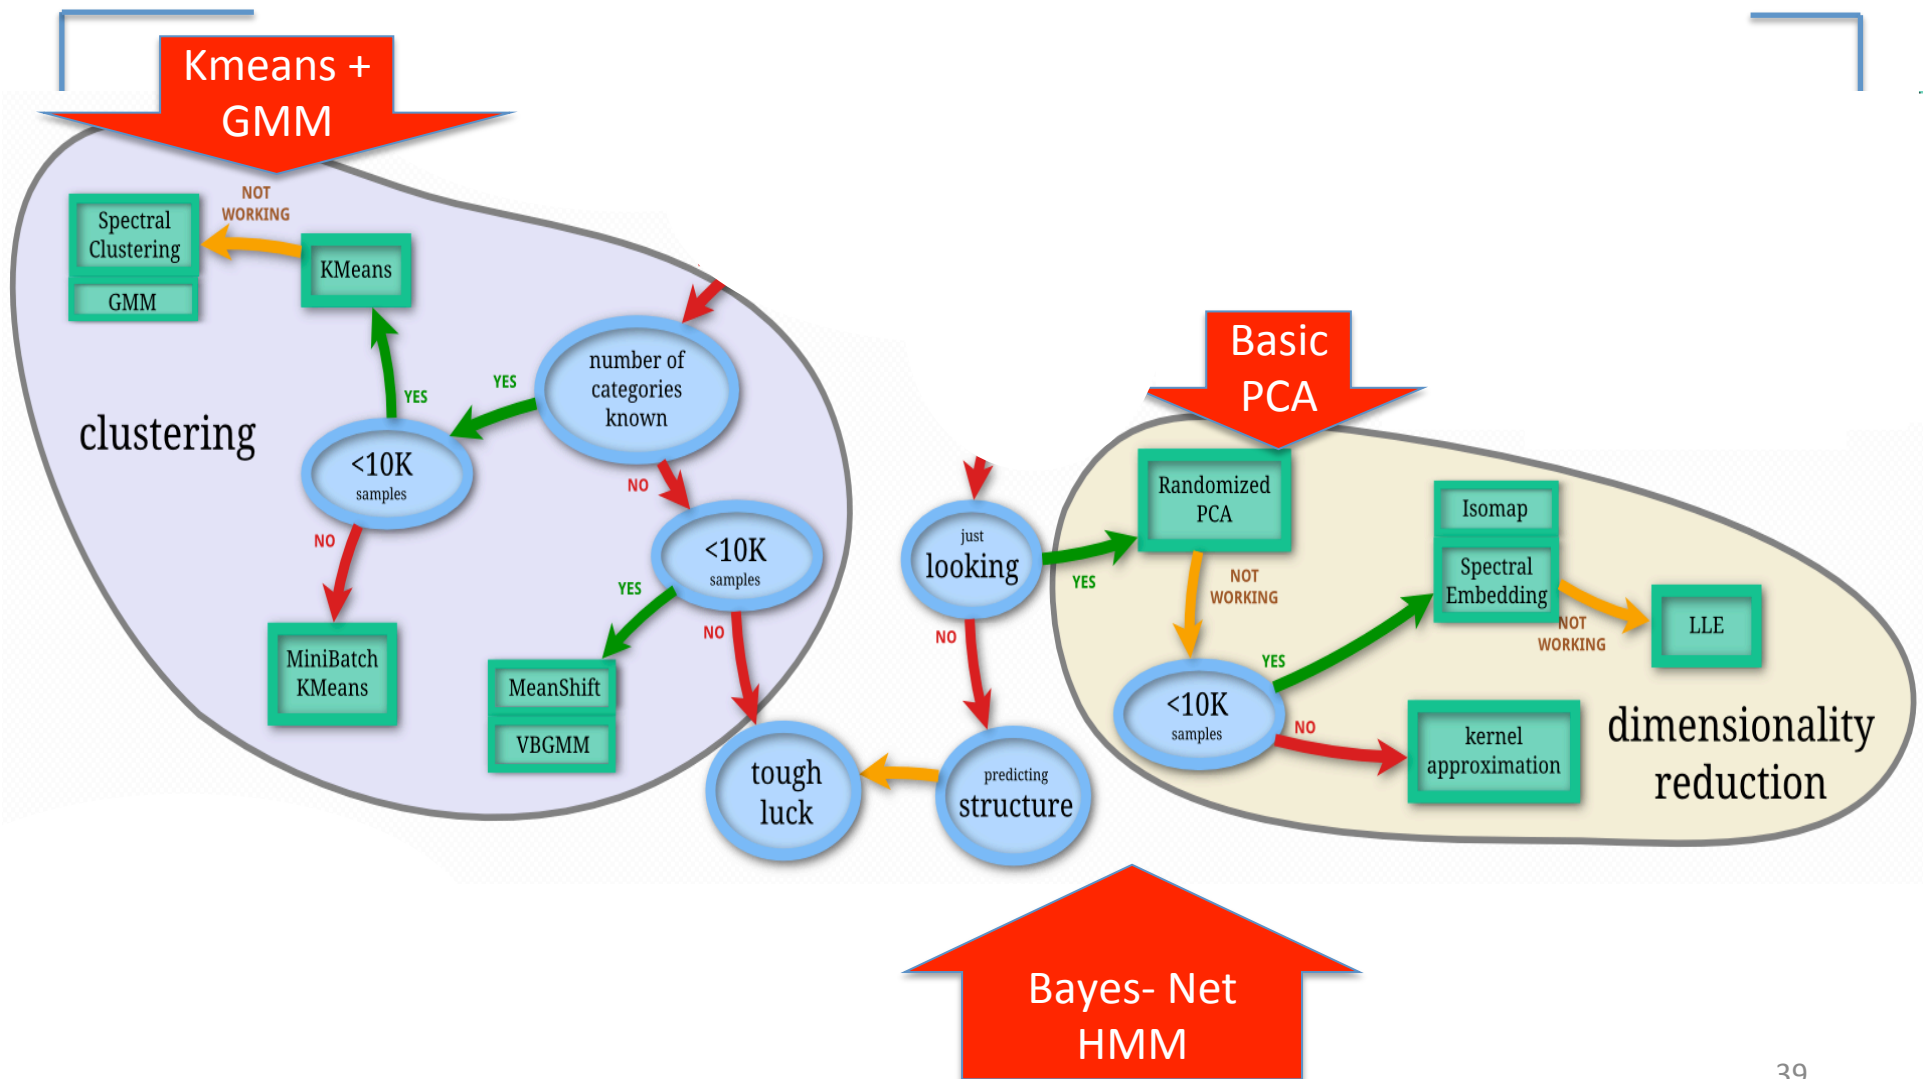 Kmeans +
GMM
NOT
WORKING
Spectral
Clustering
GMM
KMeans
number of
categories
known
YES
YES
clustering
<10K
samples
NO
NO
<10K
samples
YES
NO
MiniBatch
KMeans
MeanShift
VBGMM
tough
luck
just
looking
YES
NO
predicting
structure
Basic
PCA
Randomized
PCA
NOT
WORKING
Isomap
Spectral
Embedding
NOT
WORKING
LLE
YES
<10K
samples
NO
kernel
approximation
dimensionality
reduction
Bayes- Net
HMM
39